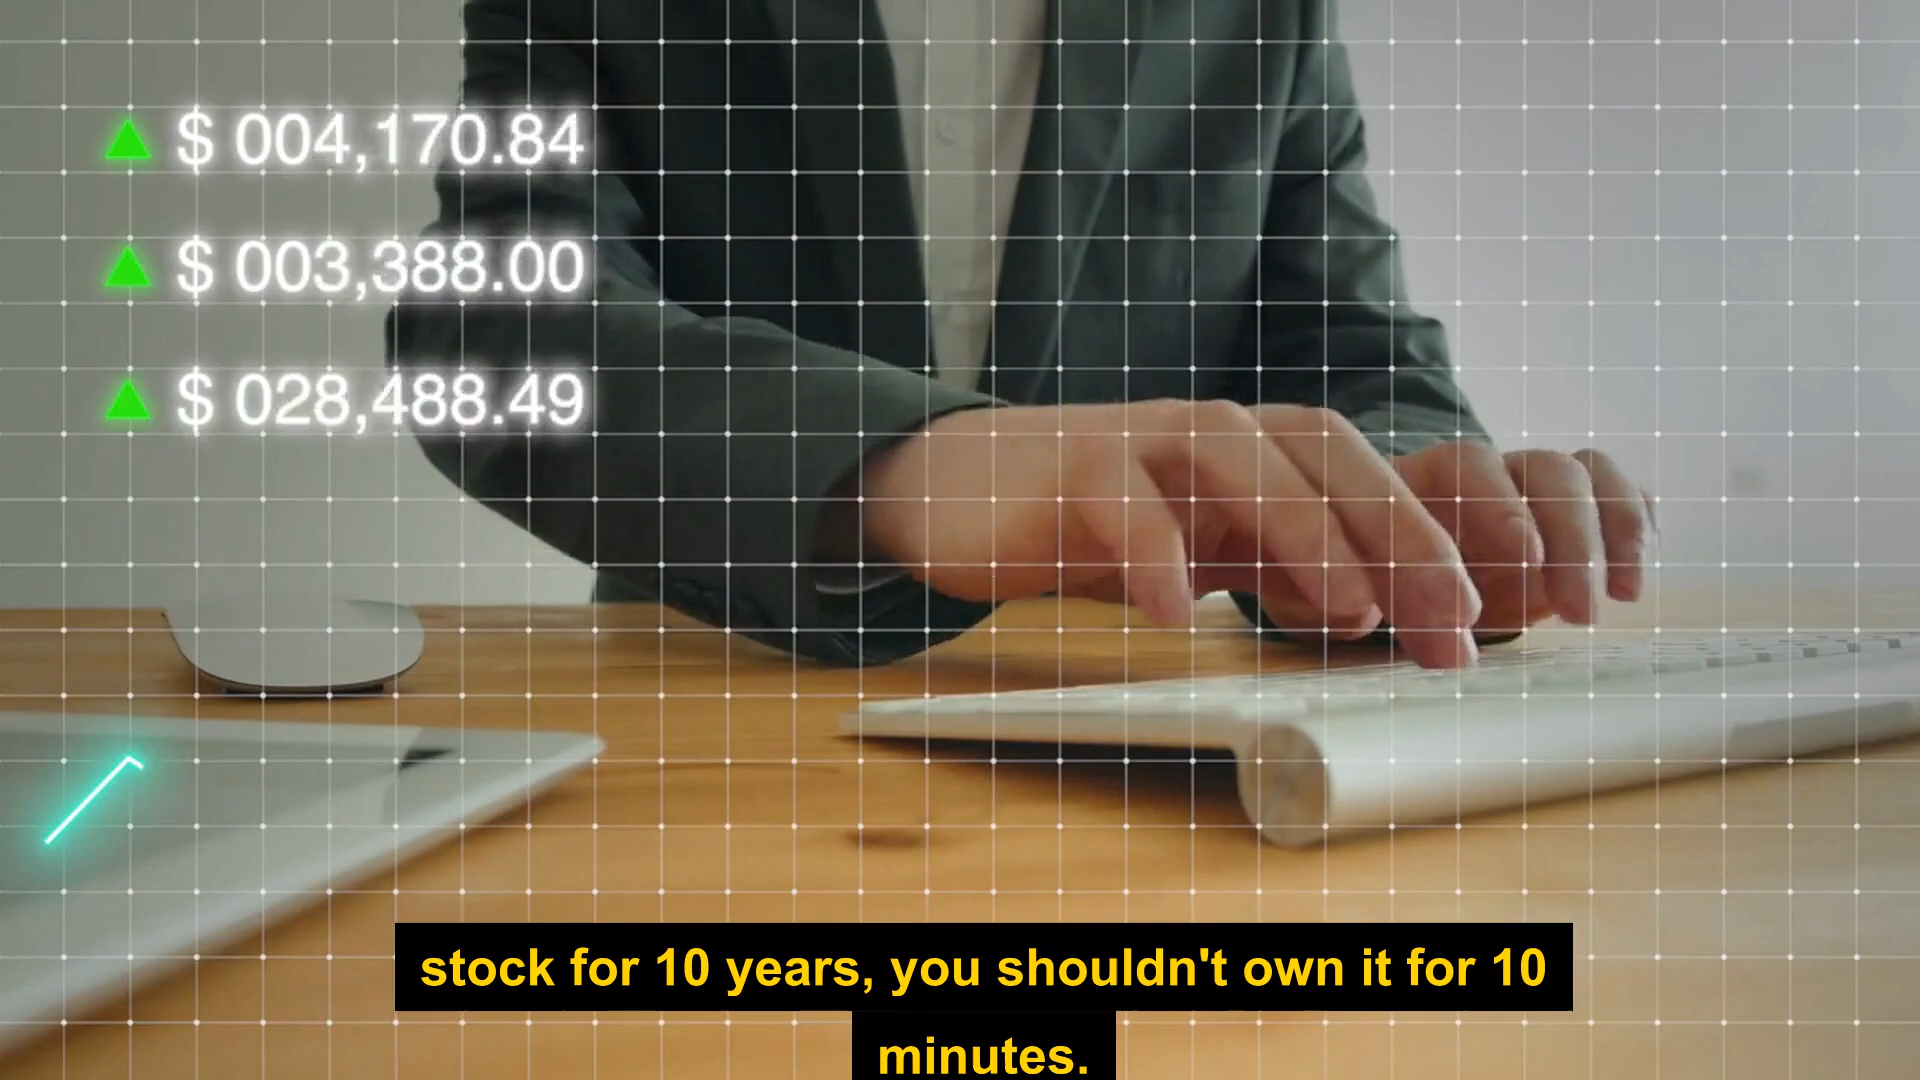 $ 004,170.84
$ 003,388.00
$ 028,488.49
stock for 10 years, you shouldn't own it for 10
minutes.